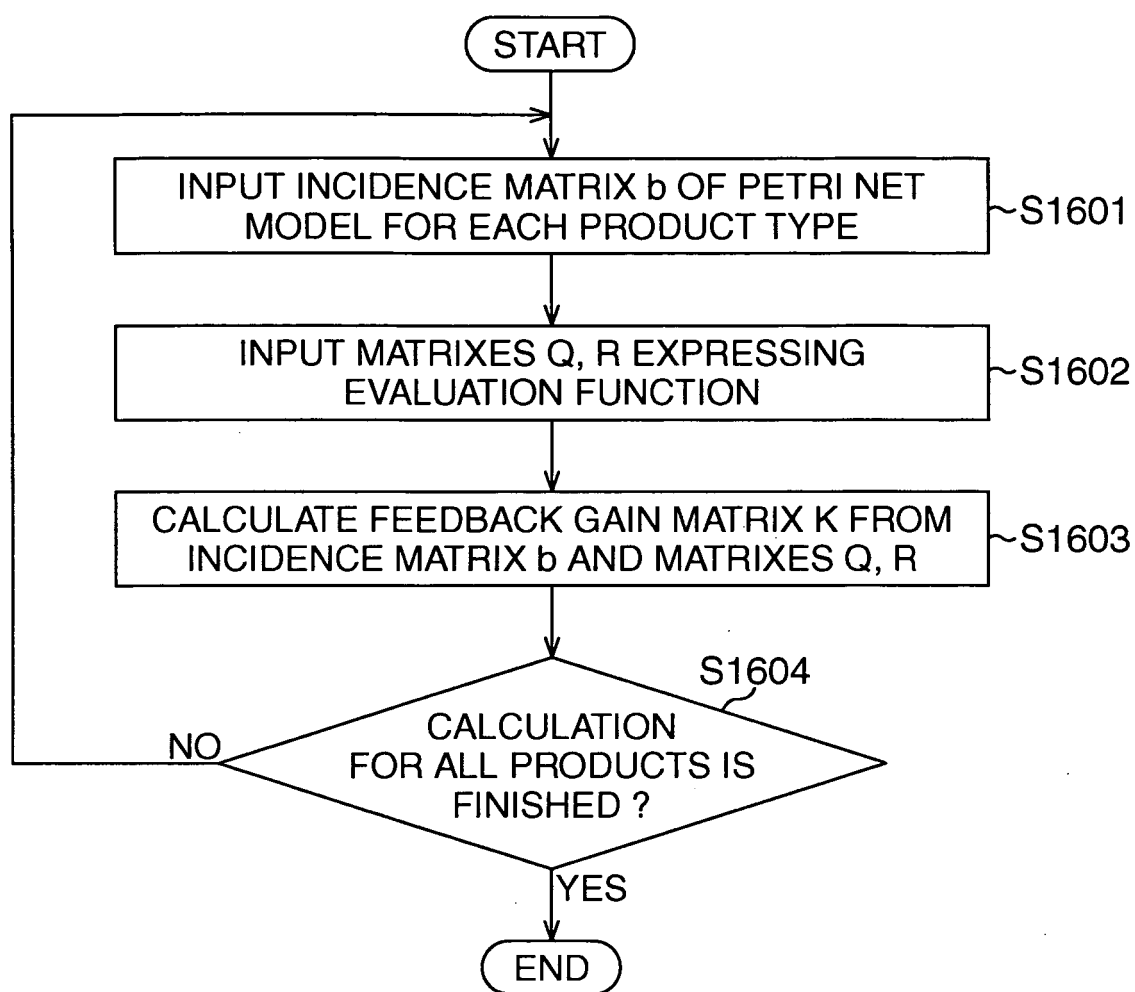 START
INPUT INCIDENCE MATRIX b OF PETRI NET
MODEL FOR EACH PRODUCT TYPE
S1601
INPUT MATRIXES Q, R EXPRESSING
EVALUATION FUNCTION
S1602
CALCULATE FEEDBACK GAIN MATRIX K FROM
INCIDENCE MATRIX b AND MATRIXES Q, R
S1603
S1604
CALCULATION
FOR ALL PRODUCTS IS
FINISHED ?
NO
YES
END